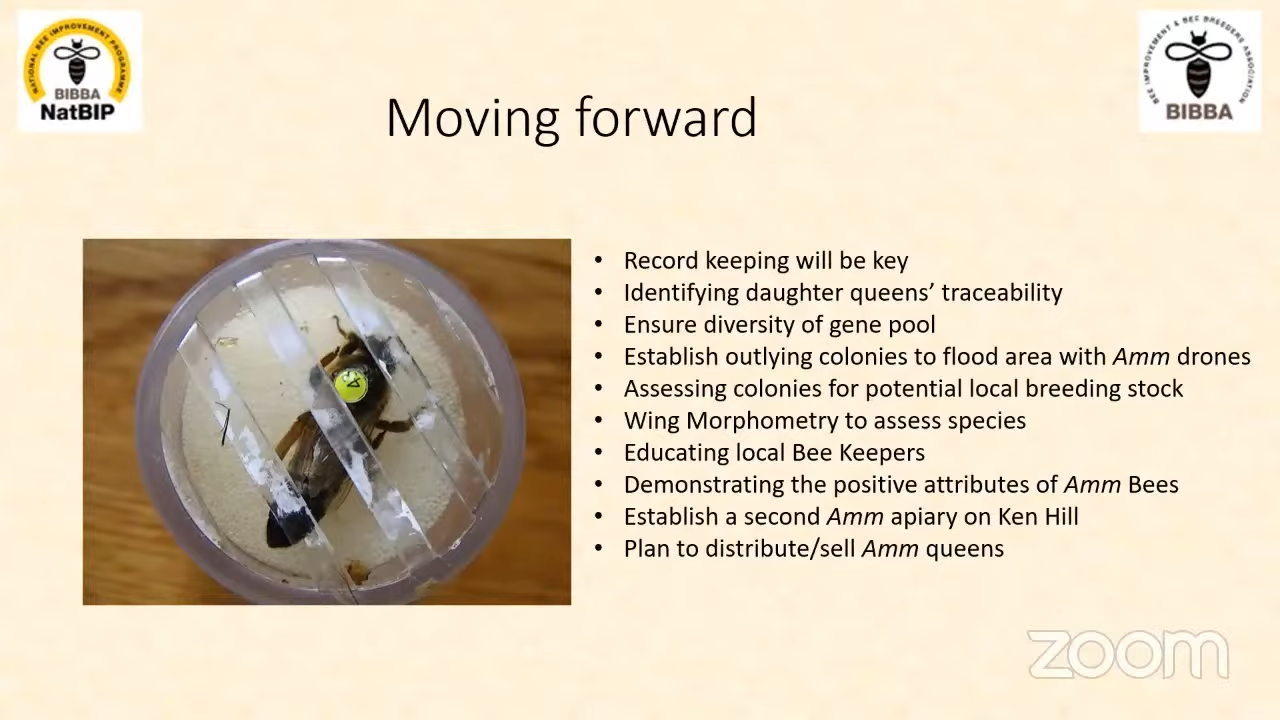 NATIONAL BEE IMPROVEMENT PROGRAMME
BIBBA
NatBIP
BEE IMPROVEMENT & BEE BREEDERS ASSOCIATION
BIBBA
Moving forward
43
• Record keeping will be key
• Identifying daughter queens’ traceability
• Ensure diversity of gene pool
• Establish outlying colonies to flood area with Amm drones
• Assessing colonies for potential local breeding stock
• Wing Morphometry to assess species
• Educating local Bee Keepers
• Demonstrating the positive attributes of Amm Bees
• Establish a second Amm apiary on Ken Hill
• Plan to distribute/sell Amm queens
zoom